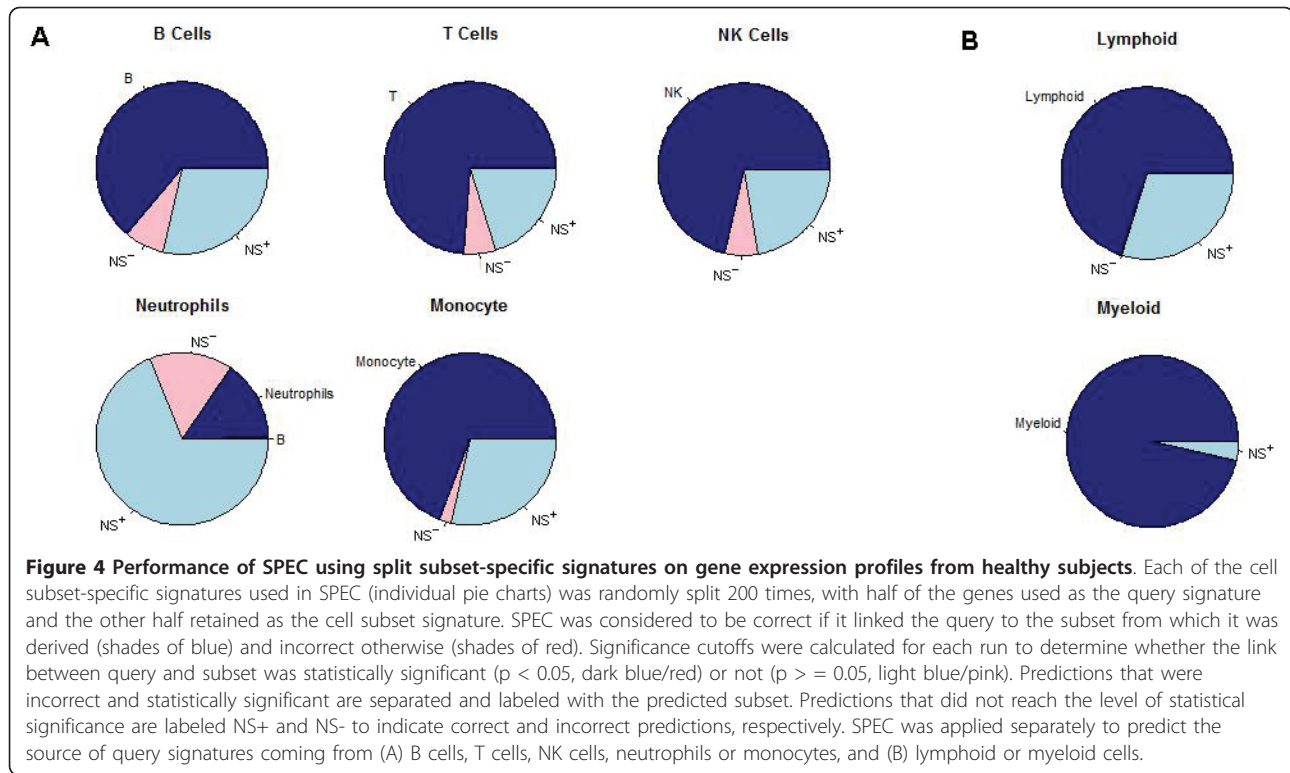 A
B Cells
T Cells
NK Cells
B
Lymphoid
B
T
NK
Lymphoid
NS+
NS-
NS+
NS-
NS+
NS-
NS+
NS-
Neutrophils
Monocyte
Myeloid
NS-
Neutrophils
B
NS+
Monocyte
NS+
NS-
Myeloid
NS+
Figure 4 Performance of SPEC using split subset-specific signatures on gene expression profiles from healthy subjects. Each of the cell
subset-specific signatures used in SPEC (individual pie charts) was randomly split 200 times, with half of the genes used as the query signature
and the other half retained as the cell subset signature. SPEC was considered to be correct if it linked the query to the subset from which it was
derived (shades of blue) and incorrect otherwise (shades of red). Significance cutoffs were calculated for each run to determine whether the link
between query and subset was statistically significant (p < 0.05, dark blue/red) or not (p > = 0.05, light blue/pink). Predictions that were
incorrect and statistically significant are separated and labeled with the predicted subset. Predictions that did not reach the level of statistical
significance are labeled NS+ and NS- to indicate correct and incorrect predictions, respectively. SPEC was applied separately to predict the
source of query signatures coming from (A) B cells, T cells, NK cells, neutrophils or monocytes, and (B) lymphoid or myeloid cells.